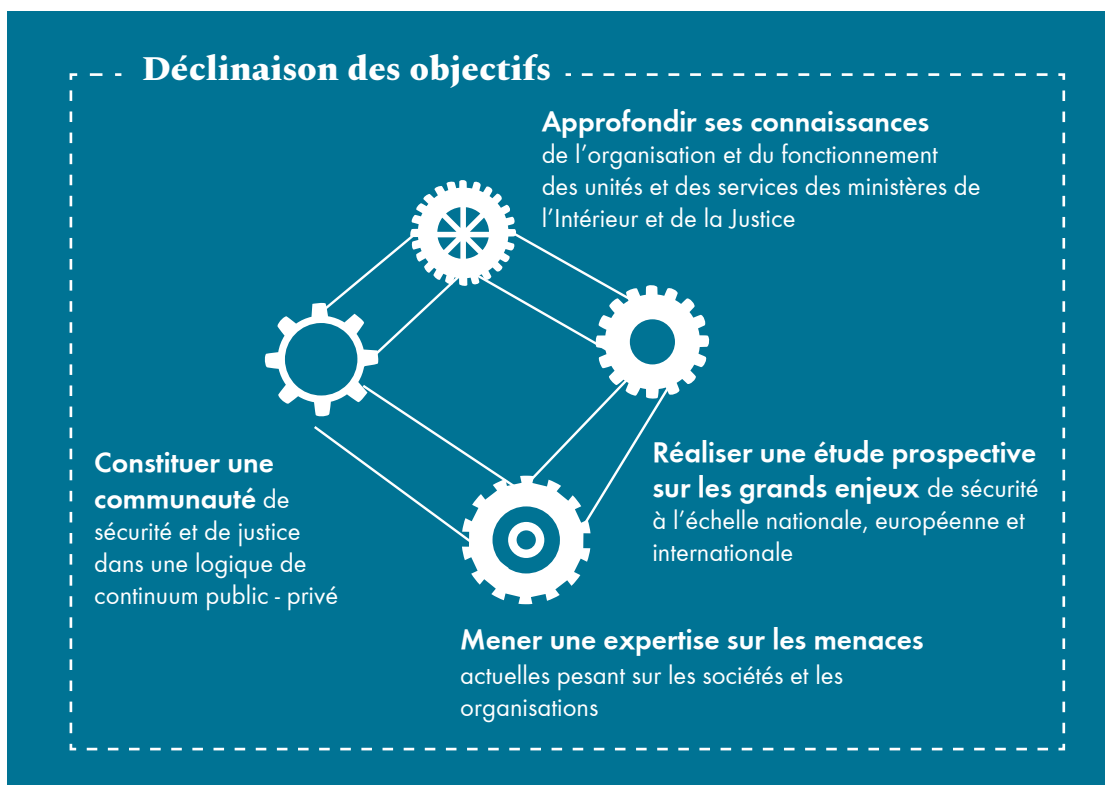 Déclinaison des objectifs
Approfondir ses connaissances
de l'organisation et du fonctionnement
des unités et des services des ministères de
l'Intérieur et de la Justice
Réaliser une étude prospective
sur les grands enjeux de sécurité
à l'échelle nationale, européenne et
internationale
Mener une expertise sur les menaces
actuelles pesant sur les sociétés et les
organisations
Constituer une
communauté de
sécurité et de justice
dans une logique de
continuum public - privé